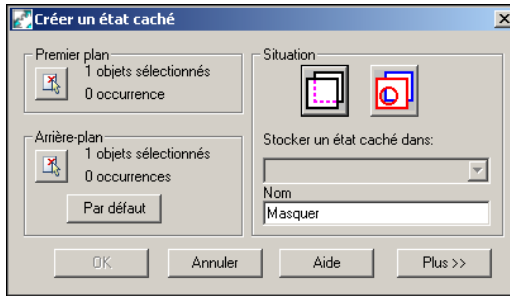 Créer un état caché
Premier plan
1 objets sélectionnés
0 occurrence
Arrière-plan
1 objets sélectionnés
0 occurrences
Par défaut
Situation
Stocker un état caché dans:
Nom
Masquer
OK
Annuler
Aide
Plus >>